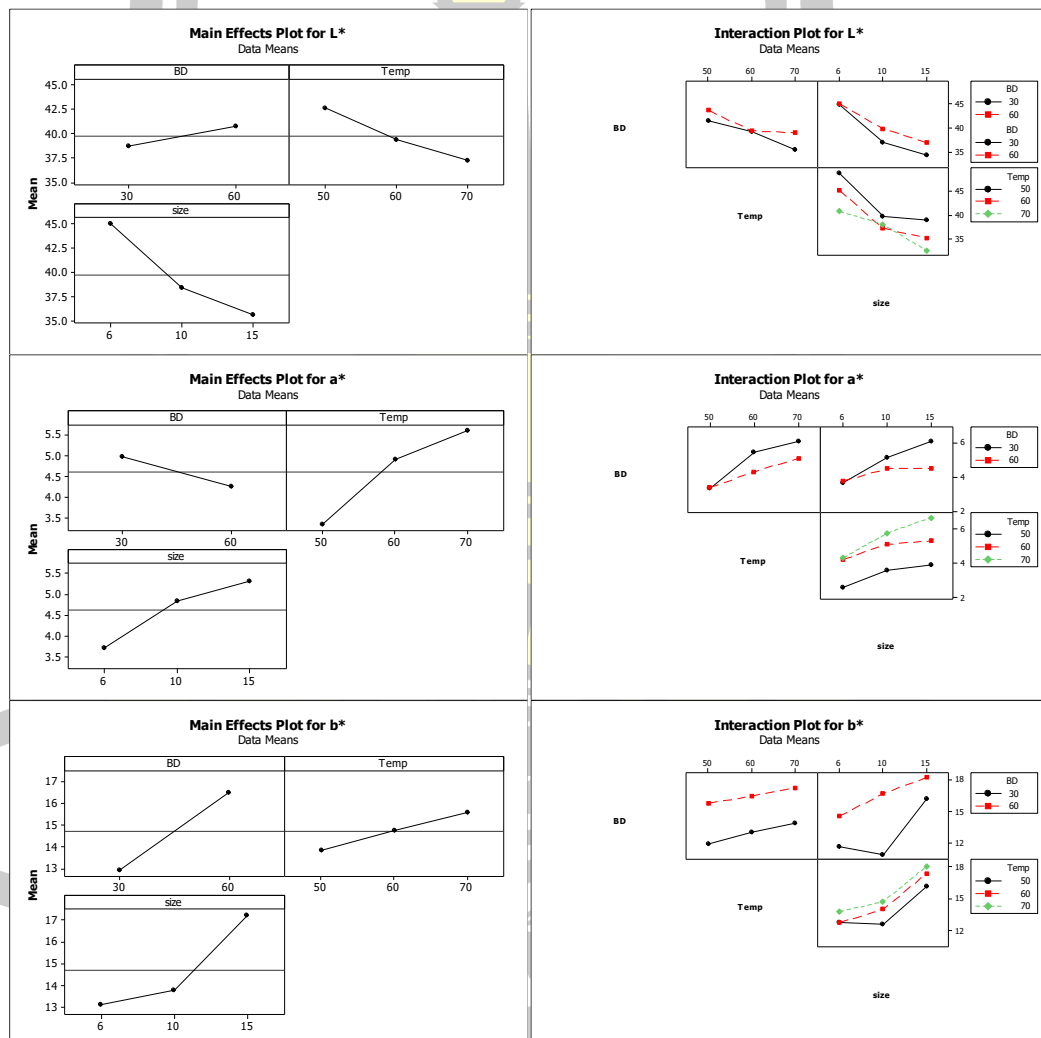 Main Effects Plot for L*
Data Means
BD Temp
45.0
42.5
40.0
37.5
35.0
30 60 50 60 70
size
45.0
42.5
40.0
37.5
35.0
6 10 15
Mean
Interaction Plot for L*
Data Means
50 60 70 6 10 15
BD
45
40
35
BD
30
60
BD
30
60
Temp
45
40
35
Temp
50
60
70
size
Main Effects Plot for a*
Data Means
BD Temp
5.5
5.0
4.5
4.0
3.5
30 60 50 60 70
size
5.5
5.0
4.5
4.0
3.5
6 10 15
Mean
Interaction Plot for a*
Data Means
50 60 70 6 10 15
BD
6
4
2
BD
30
60
Temp
6
4
2
Temp
50
60
70
size
Main Effects Plot for b*
Data Means
BD Temp
17
16
15
14
13
30 60 50 60 70
size
17
16
15
14
13
6 10 15
Mean
Interaction Plot for b*
Data Means
50 60 70 6 10 15
BD
18
15
12
BD
30
60
Temp
18
15
12
Temp
50
60
70
size